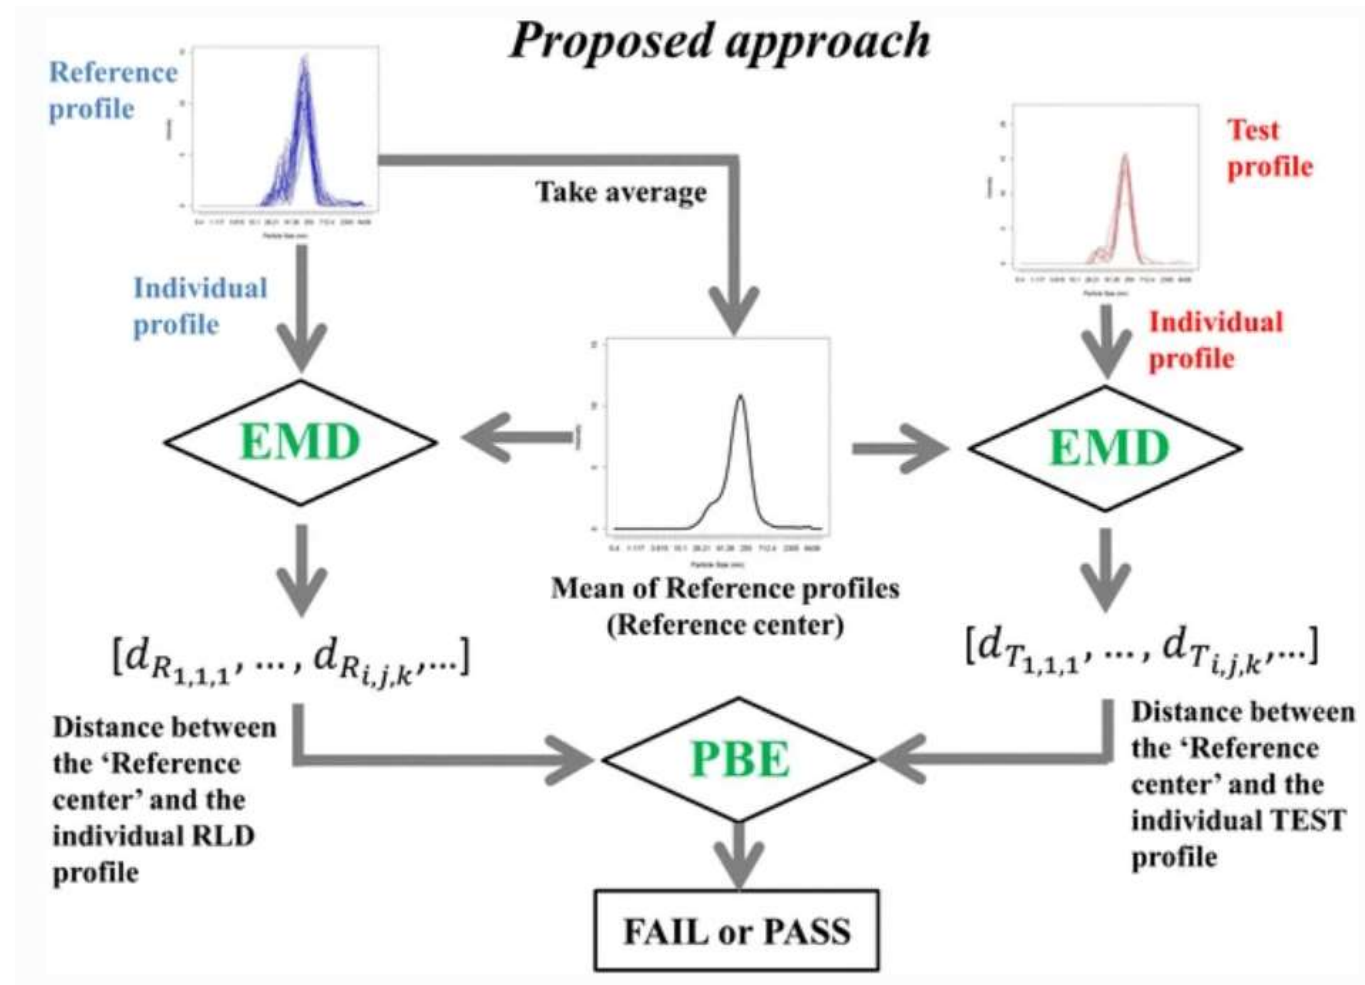 Proposed approach
Reference
profile
Test
profile
Take average
Individual
profile
Individual
profile
EMD
EMD
Mean of Reference profiles
(Reference center)
[d_{R_{1,1,1}}, ..., d_{R_{i,j,k}},...]
[d_{T_{1,1,1}}, ..., d_{T_{i,j,k}},...]
Distance between
the ‘Reference
center’ and the
individual RLD
profile
PBE
Distance between
the ‘Reference
center’ and the
individual TEST
profile
FAIL or PASS